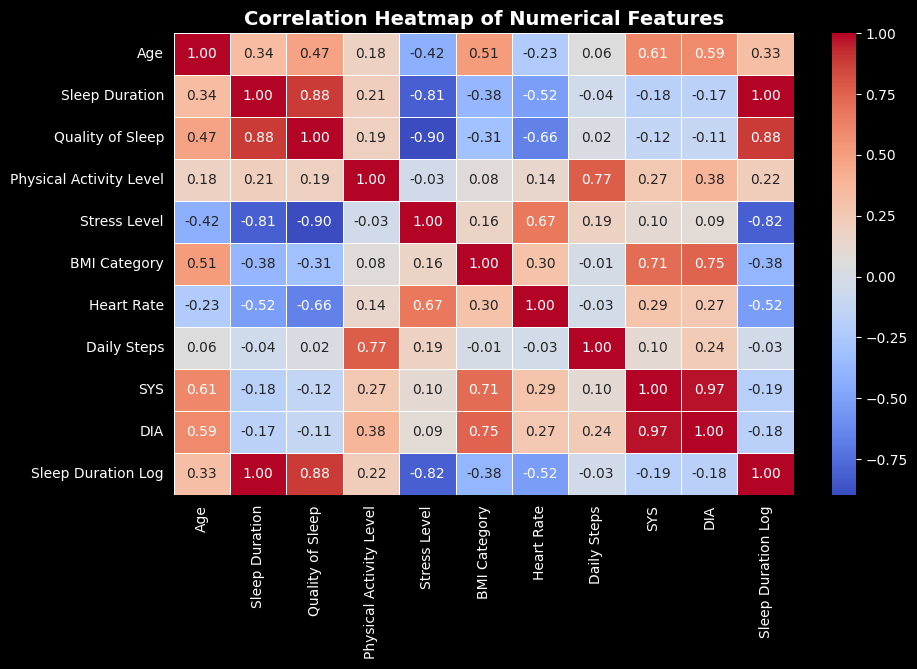 Correlation Heatmap of Numerical Features
Age 1.00 0.34 0.47 0.18 -0.42 0.51 -0.23 0.06 0.61 0.59 0.33
Sleep Duration 0.34 1.00 0.88 0.21 -0.81 -0.38 -0.52 -0.04 -0.18 -0.17 1.00
Quality of Sleep 0.47 0.88 1.00 0.19 -0.90 -0.31 -0.66 0.02 -0.12 -0.11 0.88
Physical Activity Level 0.18 0.21 0.19 1.00 -0.03 0.08 0.14 0.77 0.27 0.38 0.22
Stress Level -0.42 -0.81 -0.90 -0.03 1.00 0.16 0.67 0.19 0.10 0.09 -0.82
BMI Category 0.51 -0.38 -0.31 0.08 0.16 1.00 0.30 -0.01 0.71 0.75 -0.38
Heart Rate -0.23 -0.52 -0.66 0.14 0.67 0.30 1.00 -0.03 0.29 0.27 -0.52
Daily Steps 0.06 -0.04 0.02 0.77 0.19 -0.01 -0.03 1.00 0.10 0.24 -0.03
SYS 0.61 -0.18 -0.12 0.27 0.10 0.71 0.29 0.10 1.00 0.97 -0.19
DIA 0.59 -0.17 -0.11 0.38 0.09 0.75 0.27 0.24 0.97 1.00 -0.18
Sleep Duration Log 0.33 1.00 0.88 0.22 -0.82 -0.38 -0.52 -0.03 -0.19 -0.18 1.00
Age
Sleep Duration
Quality of Sleep
Physical Activity Level
Stress Level
BMI Category
Heart Rate
Daily Steps
SYS
DIA
Sleep Duration Log
1.00
0.75
0.50
0.25
0.00
-0.25
-0.50
-0.75